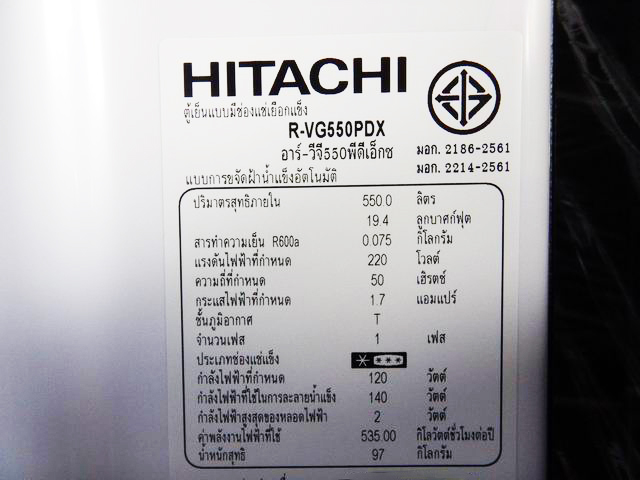 HITACHI
ตู้เย็นแบบมีช่องแช่เยือกแข็ง
R-VG550PDX
อาร์-วีจี550พีดีเอ็กซ์
มอก. 2186-2561
มอก. 2214-2561
แบบการขจัดฝ้าน้ำแข็งอัตโนมัติ
ปริมาตรสุทธิภายใน 550.0 ลิตร
19.4 ลูกบาศก์ฟุต
สารทำความเย็น R600a 0.075 กิโลกรัม
แรงดันไฟฟ้าที่กำหนด 220 โวลต์
ความถี่ที่กำหนด 50 เฮิรตซ์
กระแสไฟฟ้าที่กำหนด 1.7 แอมแปร์
ชั้นภูมิอากาศ T
จำนวนเฟส 1 เฟส
ประเภทช่องแช่แข็ง
กำลังไฟฟ้าที่กำหนด 120 วัตต์
กำลังไฟฟ้าที่ใช้ในการละลายน้ำแข็ง 140 วัตต์
กำลังไฟฟ้าสูงสุดของหลอดไฟฟ้า 2 วัตต์
ค่าพลังงานไฟฟ้าที่ใช้ 535.00 กิโลวัตต์ชั่วโมงต่อปี
น้ำหนักสุทธิ 97 กิโลกรัม